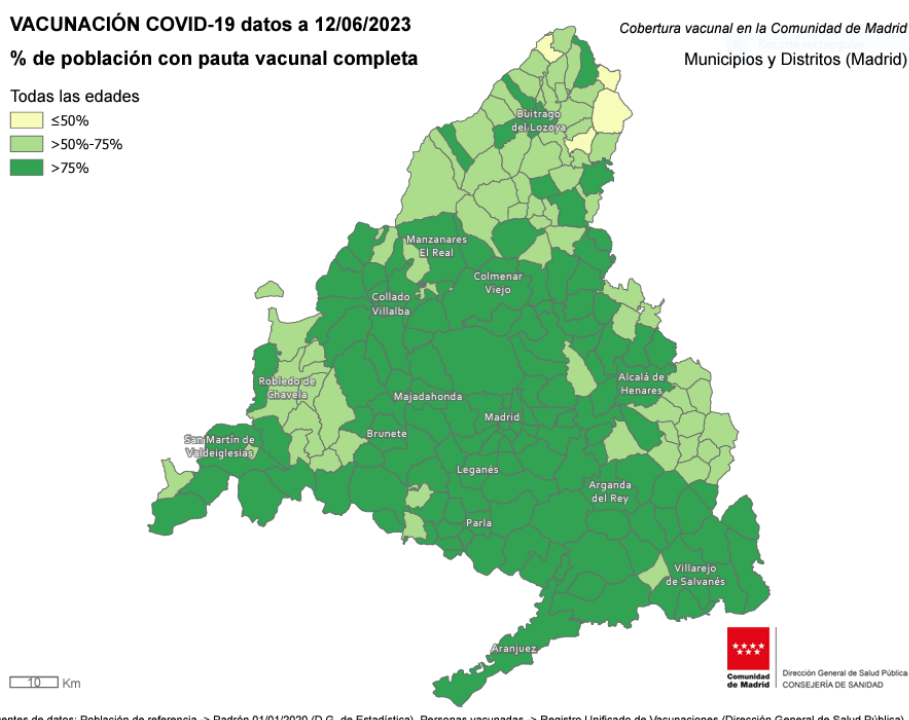 VACUNACIÓN COVID-19 datos a 12/06/2023
% de población con pauta vacunal completa
Cobertura vacunal en la Comunidad de Madrid
Municipios y Distritos (Madrid)
Todas las edades
≤50%
>50%-75%
>75%
Buitrago
del Lozoya
Manzanares
El Real
Colmenar
Viejo
Collado
Villalba
Robledo de
Chavela
Alcalá de
Henares
Majadahonda
Madrid
Brunete
San Martín de
Valdeiglesias
Leganés
Arganda
del Rey
Parla
Villarejo
de Salvanés
Aranjuez
10 Km
Comunidad
de Madrid
Dirección General de Salud Pública
CONSEJERÍA DE SANIDAD
de datos: Población de referencia -> Padrón 01/01/2020 (D.G. de Estadística). Personas vacunadas -> Registro Unificado de Vacunaciones (Dirección General de Salud Pública)